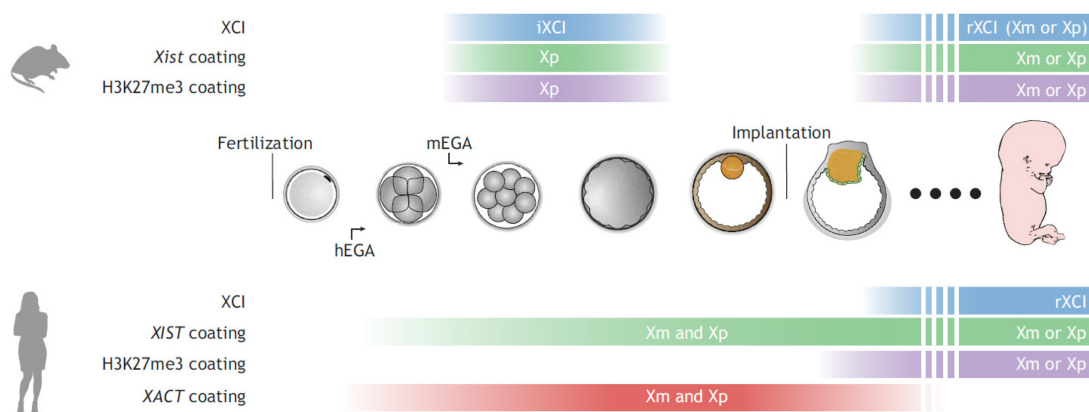 XCI iXCI rXCI (Xm or Xp)
Xist coating Xp Xm or Xp
H3K27me3 coating Xp Xm or Xp
Fertilization mEGA Implantation
hEGA
XCI rXCI
XIST coating Xm and Xp Xm or Xp
H3K27me3 coating Xm or Xp
XACT coating Xm and Xp